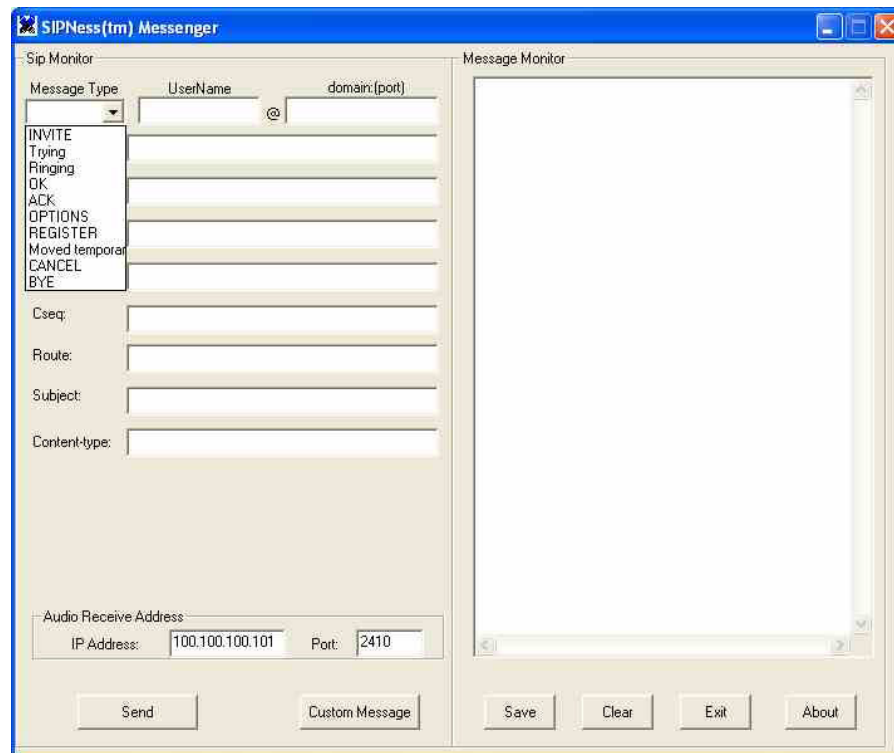 SIPNess(tm) Messenger
Sip Monitor
Message Type UserName domain:(port)
@
INVITE
Trying
Ringing
OK
ACK
OPTIONS
REGISTER
Moved temporar
CANCEL
BYE
Cseq:
Route:
Subject:
Content-type:
Audio Receive Address
IP Address: 100.100.100.101 Port: 2410
Send Custom Message
Message Monitor
Save Clear Exit About